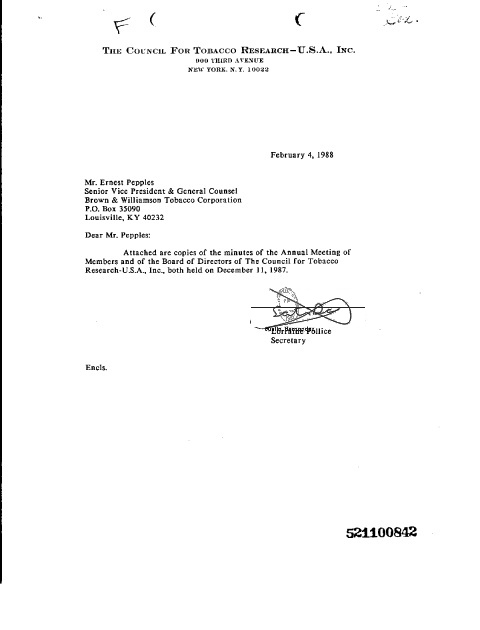 F
THE COUNCIL FOR TOBACCO RESEARCH-U.S.A., INC.
900 THIRD AVENUE
NEW YORK, N. Y. 10022
February 4, 1988
Mr. Ernest Pepples
Senior Vice President & General Counsel
Brown & Williamson Tobacco Corporation
P.O. Box 35090
Louisville, KY 40232
Dear Mr. Pepples:
Attached are copies of the minutes of the Annual Meeting of
Members and of the Board of Directors of The Council for Tobacco
Research-U.S.A., Inc., both held on December 11, 1987.
Lorraine Pollice
Secretary
Encls.
521100842